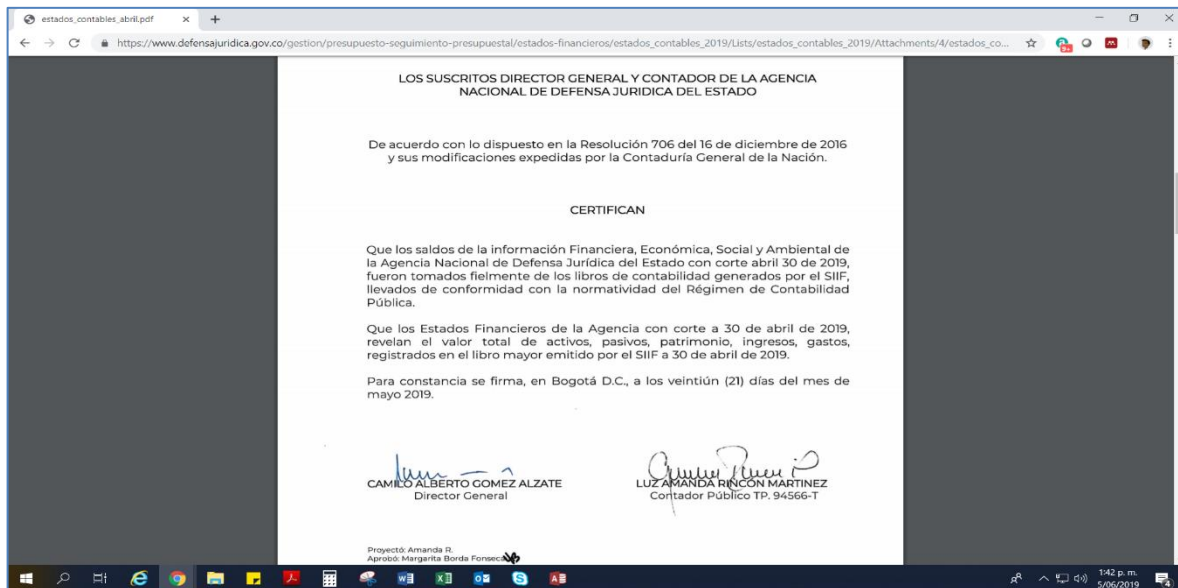 estados_contables_abril.pdf
https://www.defensajuridica.gov.co/gestion/presupuesto-seguimiento-presupuestal/estados-financieros/estados_contables_2019/Lists/estados_contables_2019/Attachments/4/estados_co...
9+
LOS SUSCRITOS DIRECTOR GENERAL Y CONTADOR DE LA AGENCIA
NACIONAL DE DEFENSA JURIDICA DEL ESTADO
De acuerdo con lo dispuesto en la Resolución 706 del 16 de diciembre de 2016
y sus modificaciones expedidas por la Contaduría General de la Nación.
CERTIFICAN
Que los saldos de la información Financiera, Económica, Social y Ambiental de
la Agencia Nacional de Defensa Jurídica del Estado con corte abril 30 de 2019,
fueron tomados fielmente de los libros de contabilidad generados por el SIIF,
llevados de conformidad con la normatividad del Régimen de Contabilidad
Pública.
Que los Estados Financieros de la Agencia con corte a 30 de abril de 2019,
revelan el valor total de activos, pasivos, patrimonio, ingresos, gastos,
registrados en el libro mayor emitido por el SIIF a 30 de abril de 2019.
Para constancia se firma, en Bogotá D.C., a los veintiún (21) días del mes de
mayo 2019.
CAMILO ALBERTO GOMEZ ALZATE
Director General
LUZ AMANDA RINCÓN MARTINEZ
Contador Público TP. 94566-T
Proyectó: Amanda R.
Aprobó: Margarita Borda Fonseca
1:42 p. m.
5/06/2019
4